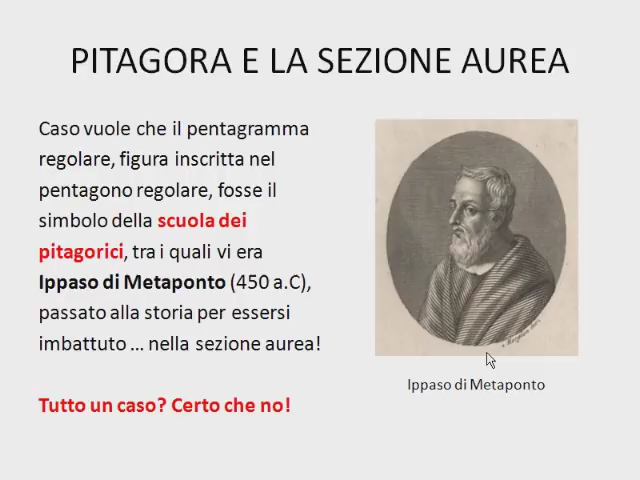 PITAGORA E LA SEZIONE AUREA
Caso vuole che il pentagramma
regolare, figura inscritta nel
pentagono regolare, fosse il
simbolo della scuola dei
pitagorici, tra i quali vi era
Ippaso di Metaponto (450 a.C),
passato alla storia per essersi
imbattuto ... nella sezione aurea!
Tutto un caso? Certo che no!
Ippaso di Metaponto